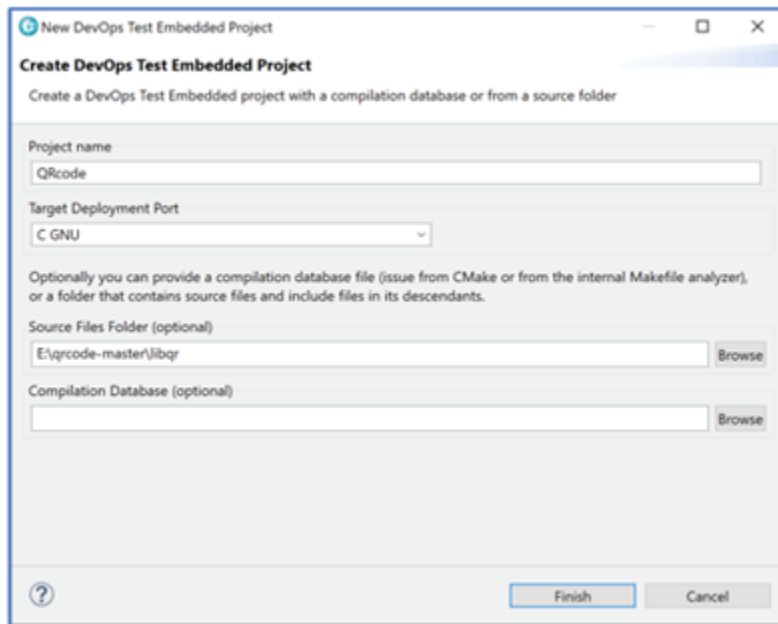 New DevOps Test Embedded Project
Create DevOps Test Embedded Project
Create a DevOps Test Embedded project with a compilation database or from a source folder
Project name
QRcode
Target Deployment Port
C GNU
Optionally you can provide a compilation database file (issue from CMake or from the internal Makefile analyzer),
or a folder that contains source files and include files in its descendants.
Source Files Folder (optional)
E:\qrcode-master\libqr
Browse
Compilation Database (optional)
Browse
?
Finish
Cancel